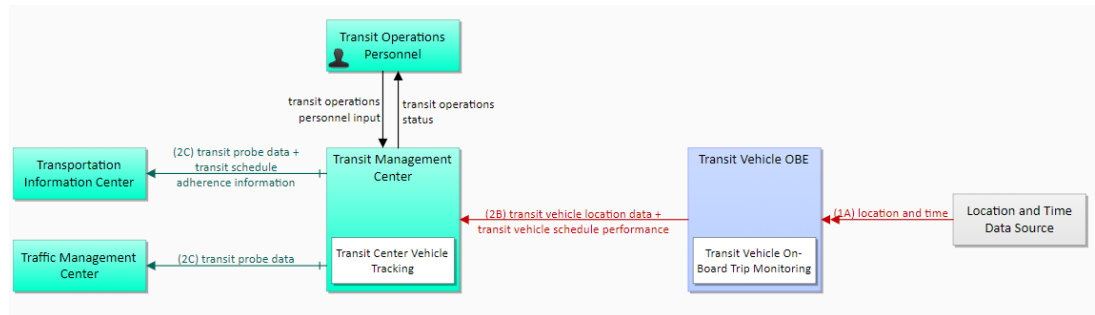 Transit Operations
Personnel
transit operations
personnel input
transit operations
status
Transportation
Information Center
(2C) transit probe data +
transit schedule
adherence information
Transit Management
Center
Transit Vehicle OBE
(2B) transit vehicle location data +
transit vehicle schedule performance
(1A) location and time
Location and Time
Data Source
Traffic Management
Center
(2C) transit probe data
Transit Center Vehicle
Tracking
Transit Vehicle On-
Board Trip Monitoring